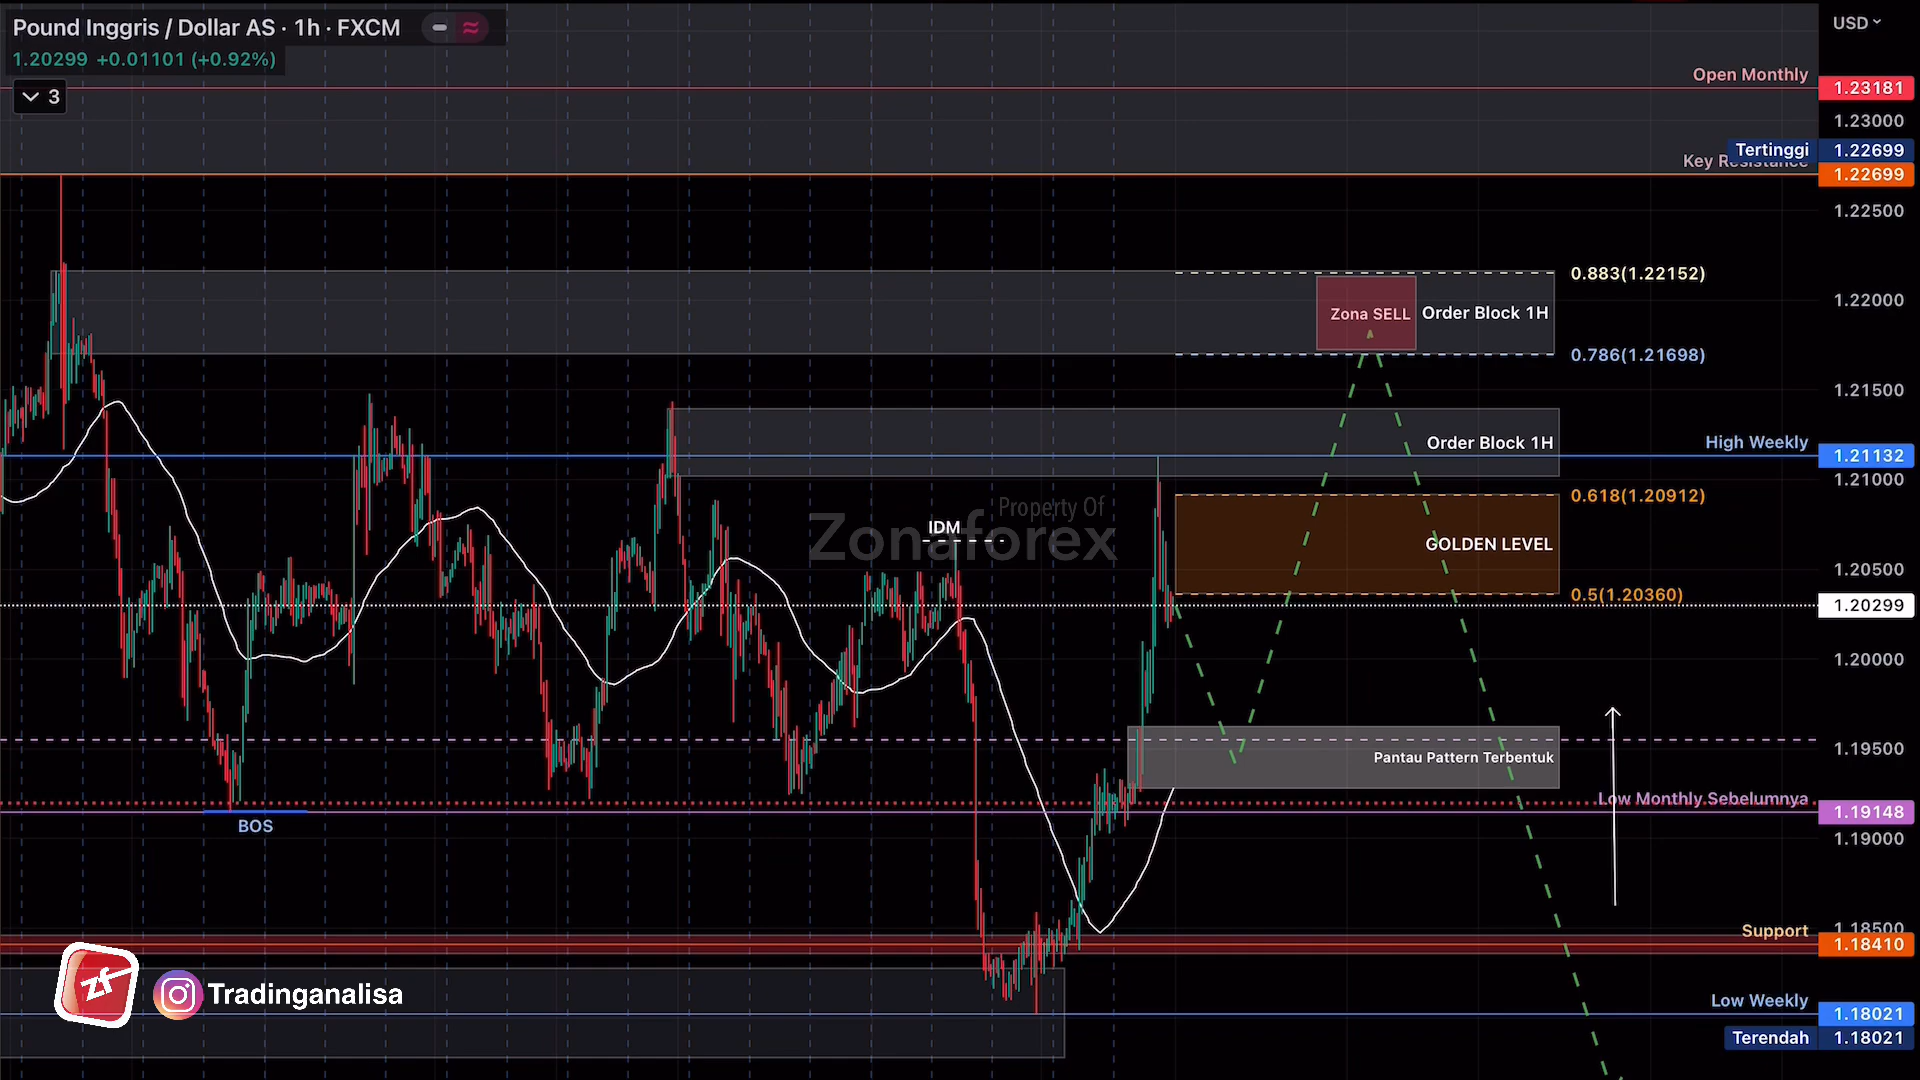 Pound Inggris / Dollar AS · 1h · FXCM
USD
1.20299 +0.01101 (+0.92%)
3
Open Monthly
1.23181
1.23000
Tertinggi
1.22699
Key Resistance
1.22699
1.22500
0.883(1.22152)
1.22000
Zona SELL
Order Block 1H
0.786(1.21698)
1.21500
Order Block 1H
High Weekly
1.21132
1.21000
0.618(1.20912)
Property Of
Zonaforex
IDM
GOLDEN LEVEL
1.20500
0.5(1.20360)
1.20299
1.20000
1.19500
Pantau Pattern Terbentuk
Low Monthly Sebelumnya
1.19148
BOS
1.19000
1.18500
Support
1.18410
zf
Tradinganalisa
Low Weekly
1.18021
Terendah
1.18021